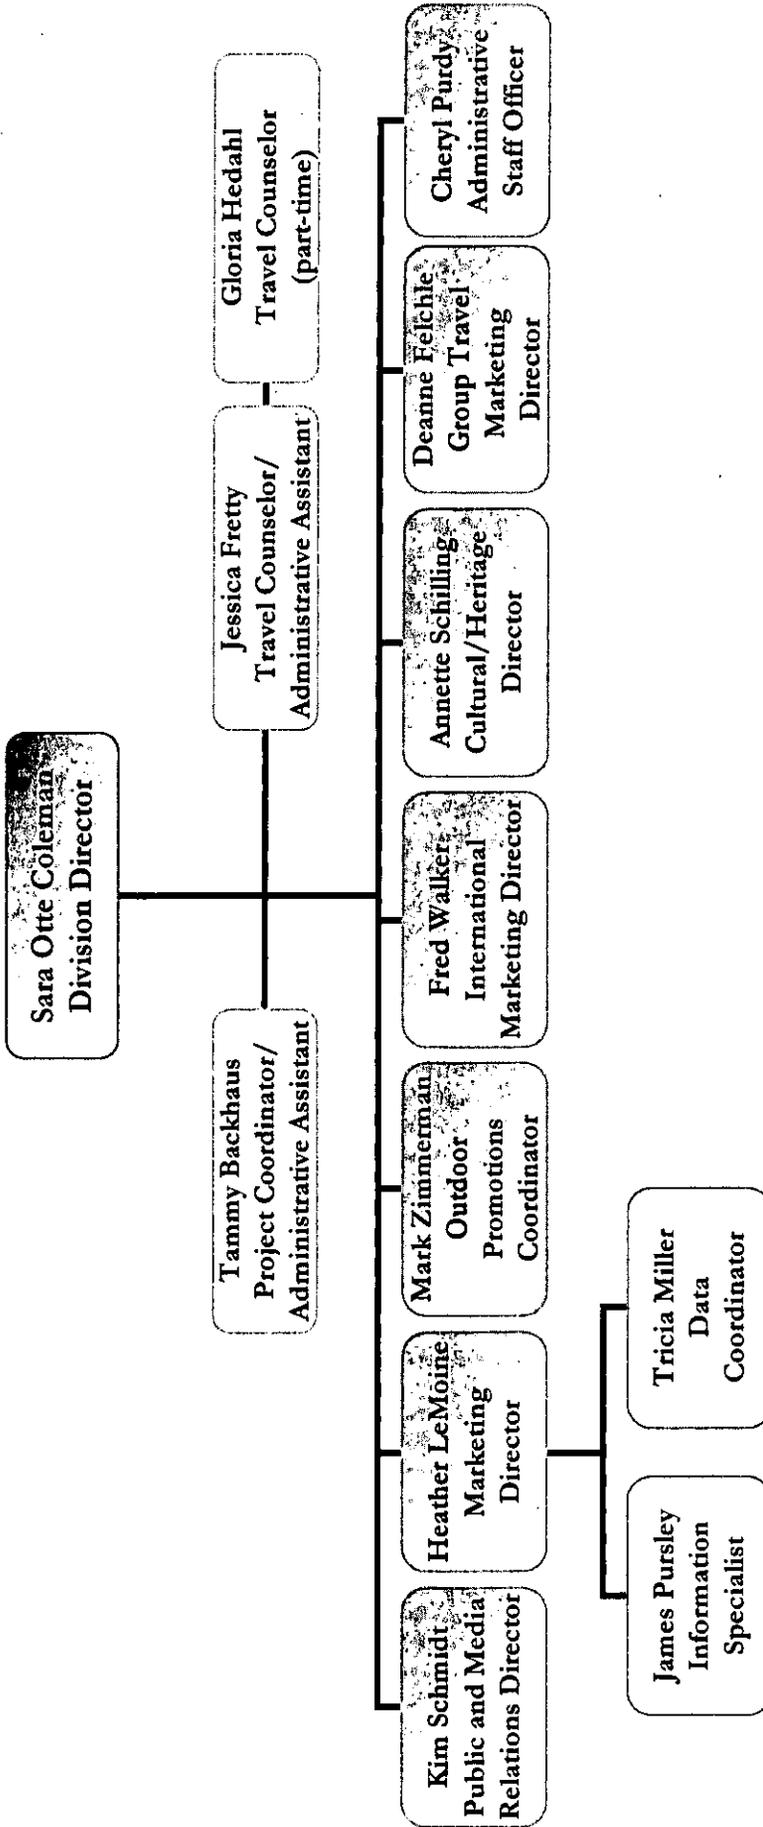 Sara Otte Coleman
Division Director
Tammy Backhaus
Project Coordinator/
Administrative Assistant
Jessica Fretty
Travel Counselor/
Administrative Assistant
Gloria Hedahl
Travel Counselor
(part-time)
Kim Schmidt
Public and Media
Relations Director
Heather LeMoine
Marketing
Director
Mark Zimmerman
Outdoor
Promotions
Coordinator
Fred Walker
International
Marketing Director
Annette Schilling
Cultural/Heritage
Director
Deanne Felchle
Group Travel
Marketing
Director
Cheryl Purdy
Administrative
Staff Officer
James Pursley
Information
Specialist
Tricia Miller
Data
Coordinator